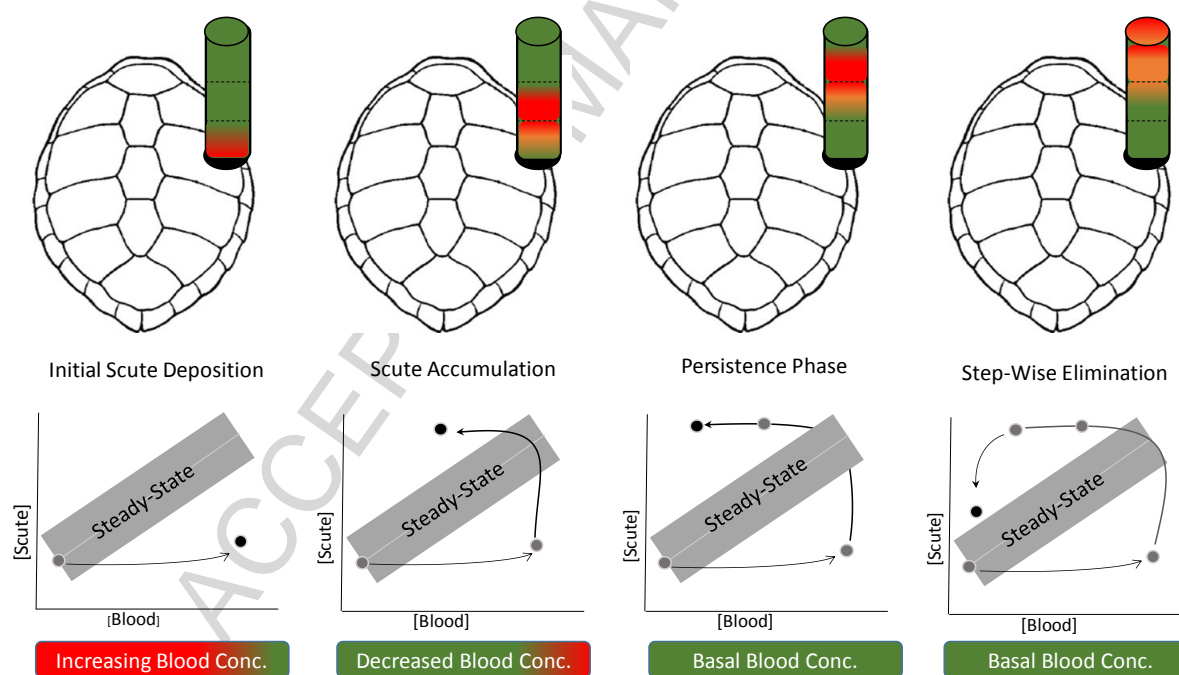 ACCEP
MA
Initial Scute Deposition
Scute Accumulation
Persistence Phase
Step-Wise Elimination
[Scute]
Steady-State
[Blood]
[Scute]
Steady-State
[Blood]
[Scute]
Steady-State
[Blood]
[Scute]
Steady-State
[Blood]
Increasing Blood Conc.
Decreased Blood Conc.
Basal Blood Conc.
Basal Blood Conc.